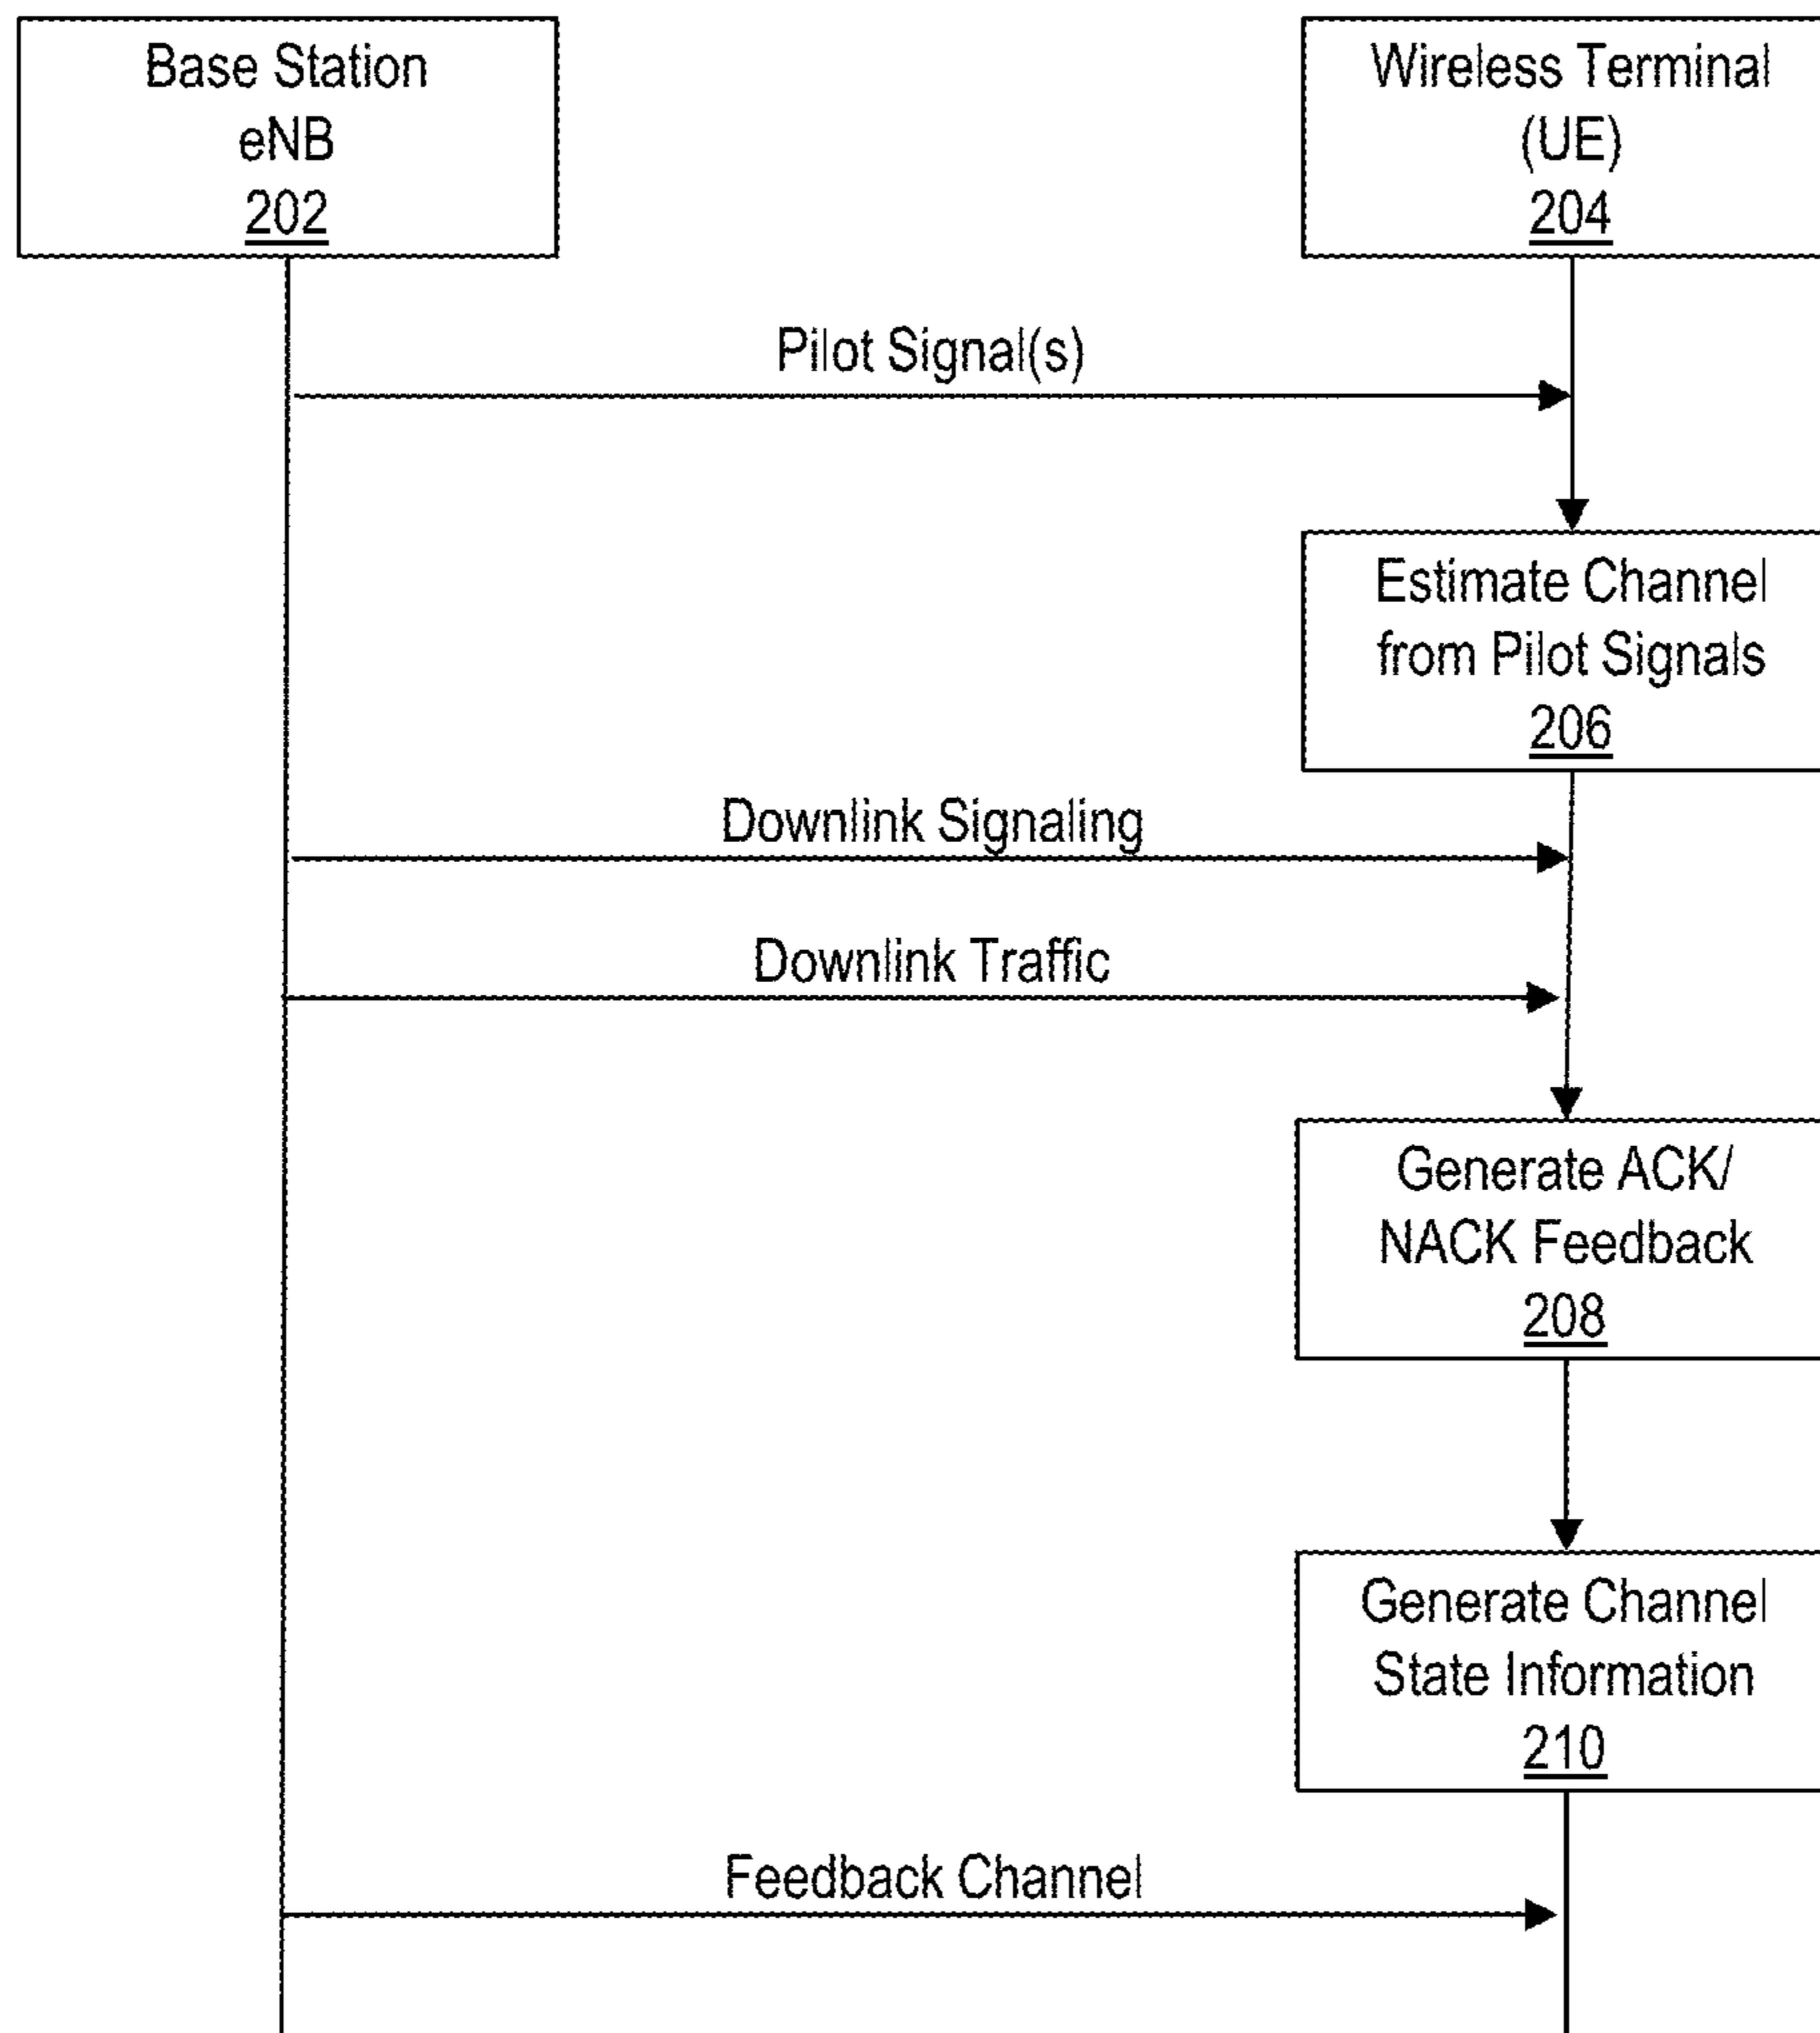 Base Station
eNB
202
Wireless Terminal
(UE)
204
Pilot Signal(s)
Estimate Channel
from Pilot Signals
206
Downlink Signaling
Downlink Traffic
Generate ACK/
NACK Feedback
208
Generate Channel
State Information
210
Feedback Channel